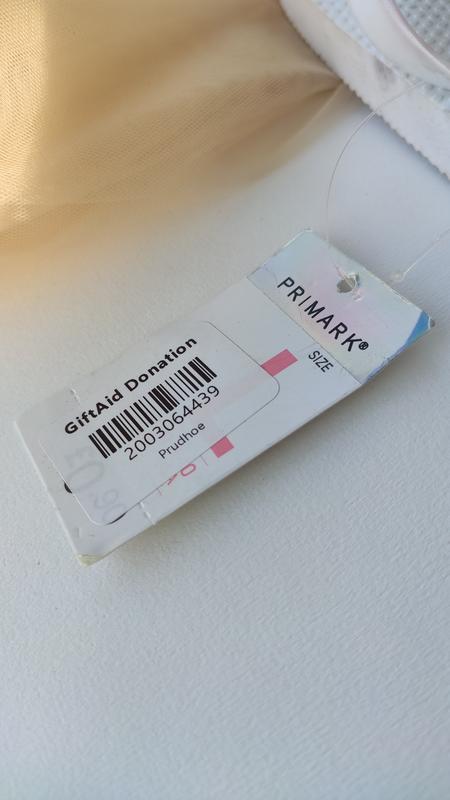 PRIMARK®
SIZE
GiftAid Donation
2003064439
Prudhoe